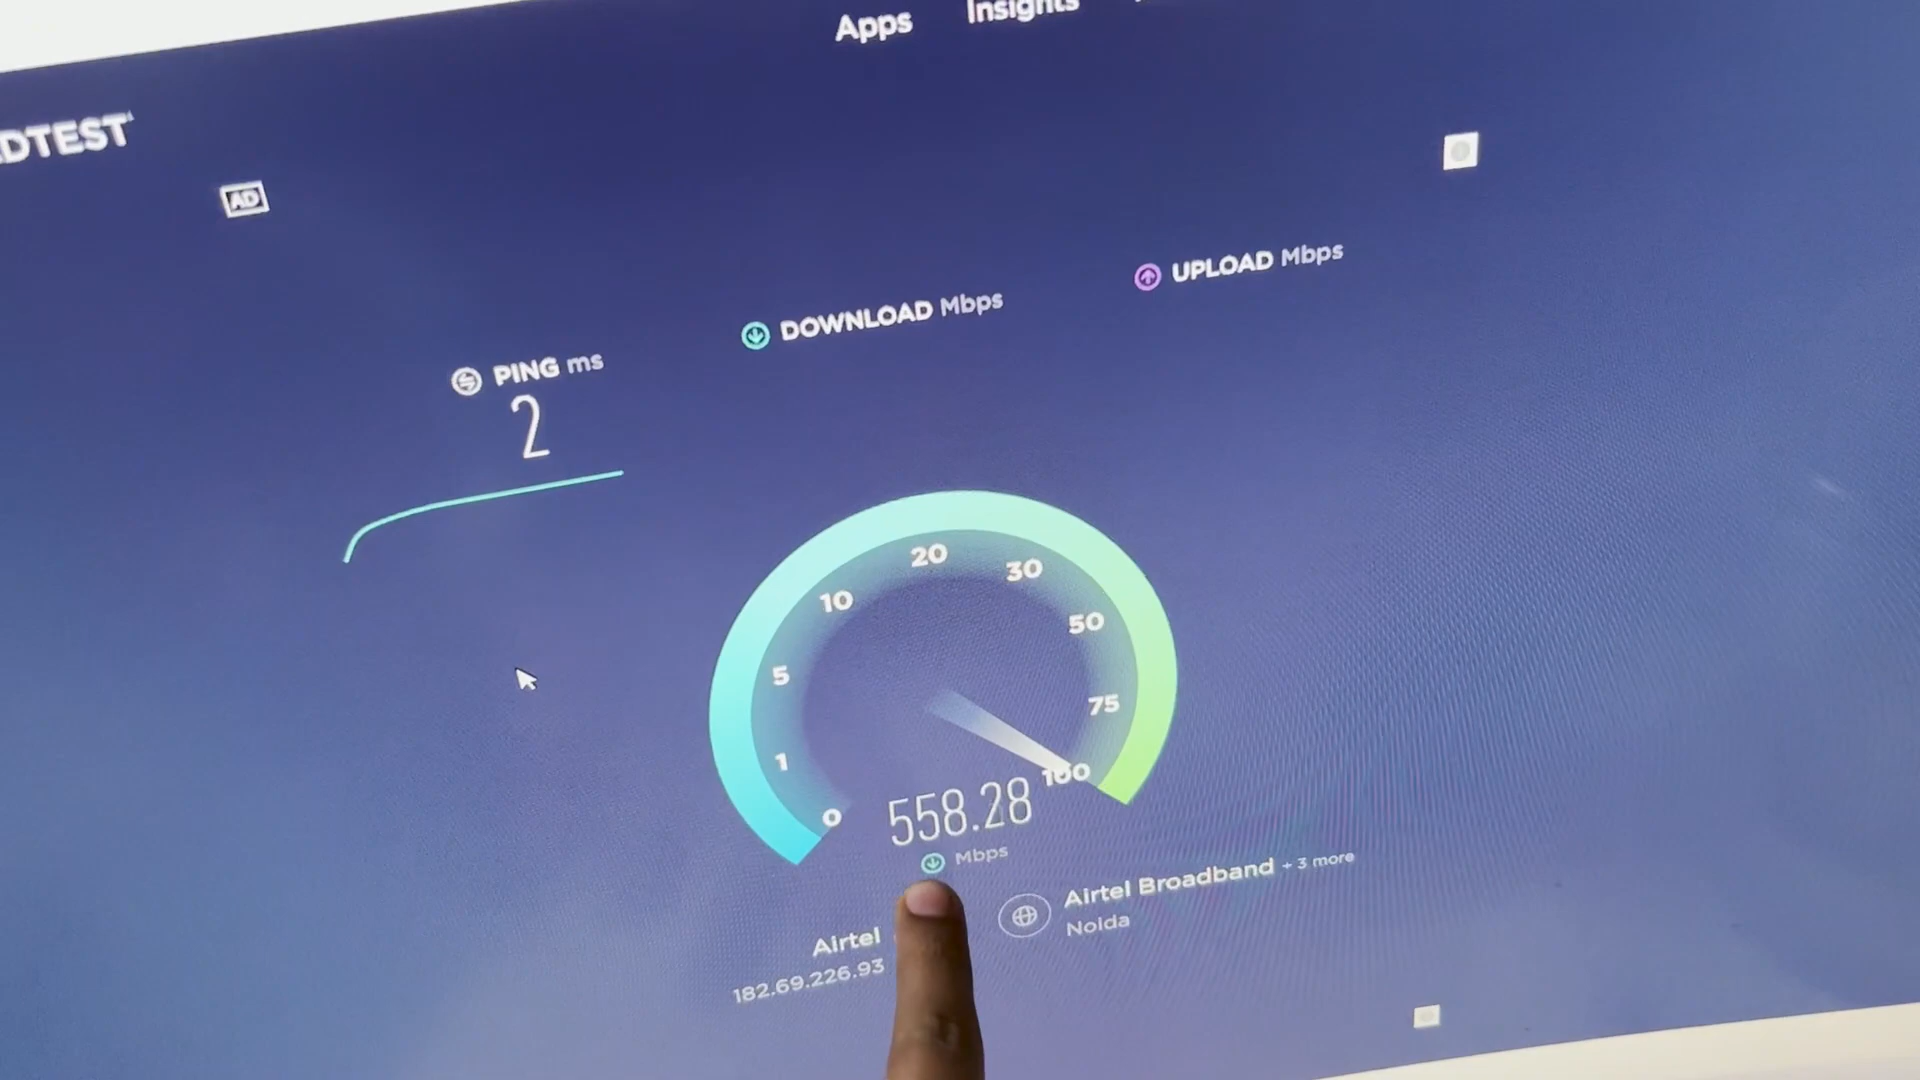 Apps Insights
DTEST
AD
PING ms
2
DOWNLOAD Mbps
UPLOAD Mbps
0
1
5
10
20
30
50
75
100
558.28
Mbps
Airtel
182.69.226.93
Airtel Broadband + 3 more
Noida